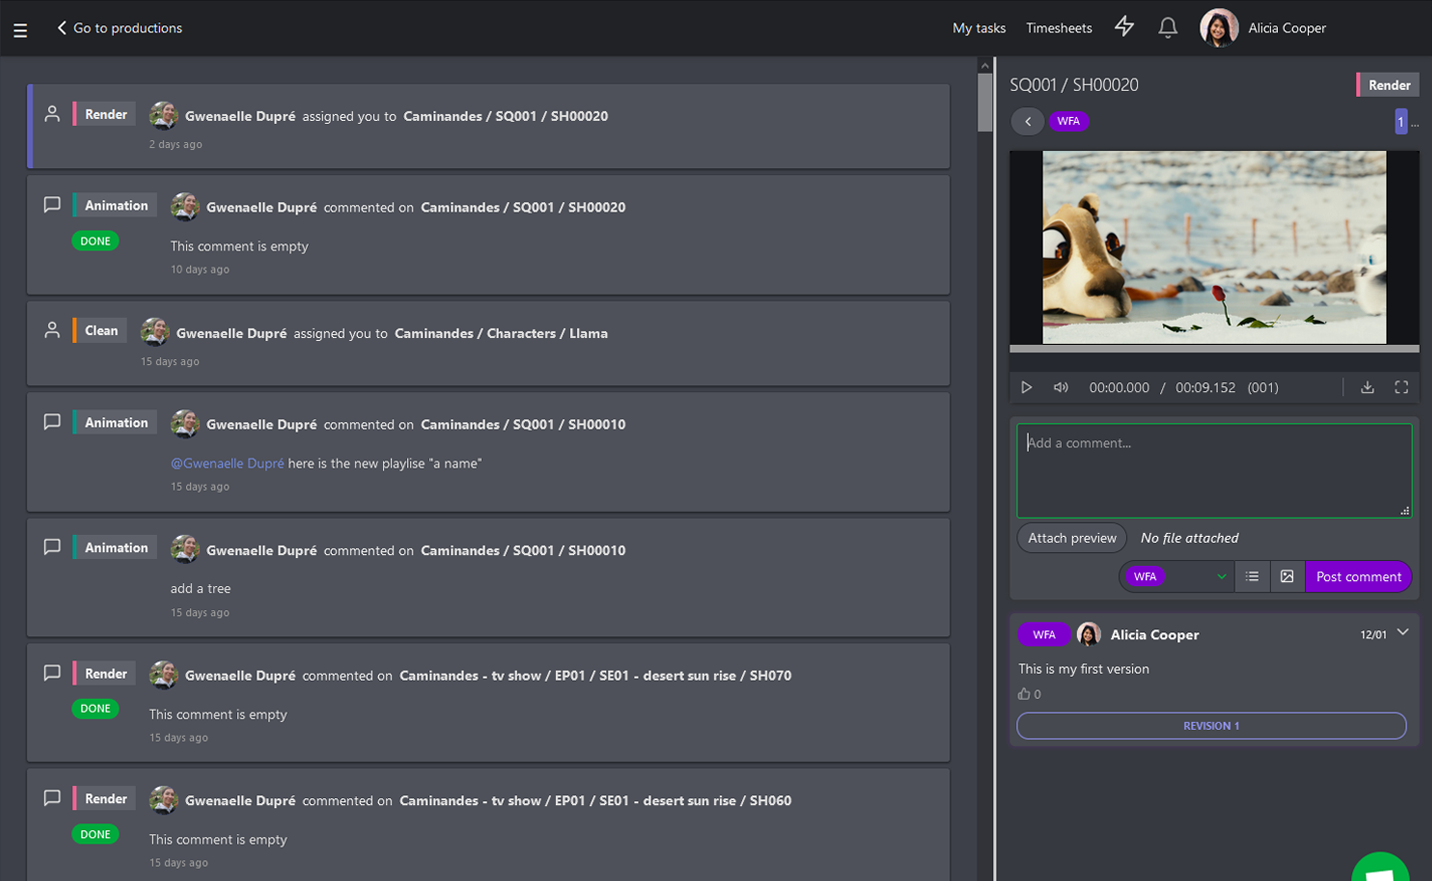 Go to productions
My tasks
Timesheets
Alicia Cooper
Render
Gwenaelle Dupré assigned you to Caminandes / SQ001 / SH00020
2 days ago
Animation
Gwenaelle Dupré commented on Caminandes / SQ001 / SH00020
DONE
This comment is empty
10 days ago
Clean
Gwenaelle Dupré assigned you to Caminandes / Characters / Llama
15 days ago
Animation
Gwenaelle Dupré commented on Caminandes / SQ001 / SH00010
@Gwenaelle Dupré here is the new playlise "a name"
15 days ago
Animation
Gwenaelle Dupré commented on Caminandes / SQ001 / SH00010
add a tree
15 days ago
Render
Gwenaelle Dupré commented on Caminandes - tv show / EP01 / SE01 - desert sun rise / SH070
DONE
This comment is empty
15 days ago
Render
Gwenaelle Dupré commented on Caminandes - tv show / EP01 / SE01 - desert sun rise / SH060
DONE
This comment is empty
15 days ago
SQ001 / SH00020
Render
WFA
1 ...
00:00.000 / 00:09.152 (001)
Add a comment...
Attach preview
No file attached
WFA
Post comment
WFA
Alicia Cooper
12/01
This is my first version
0
REVISION 1